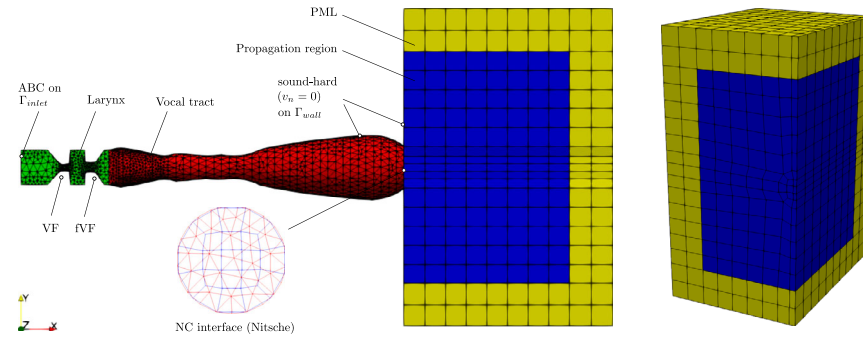 PML
Propagation region
ABC on
Γ_inlet
Larynx
Vocal tract
sound-hard
(v_n = 0)
on Γ_wall
VF
fVF
NC interface (Nitsche)
Y
Z
X